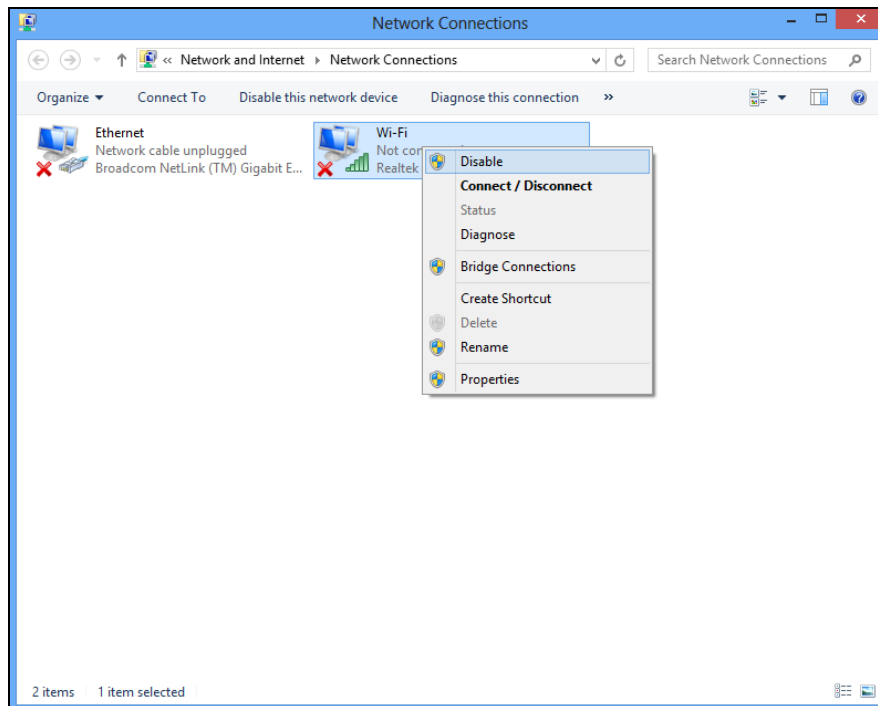 Network Connections
« Network and Internet ▸ Network Connections
Search Network Connections
Organize ▾ Connect To Disable this network device Diagnose this connection »
Ethernet
Network cable unplugged
Broadcom NetLink (TM) Gigabit E...
Wi-Fi
Not
Realtek
Disable
Connect / Disconnect
Status
Diagnose
Bridge Connections
Create Shortcut
Delete
Rename
Properties
2 items 1 item selected